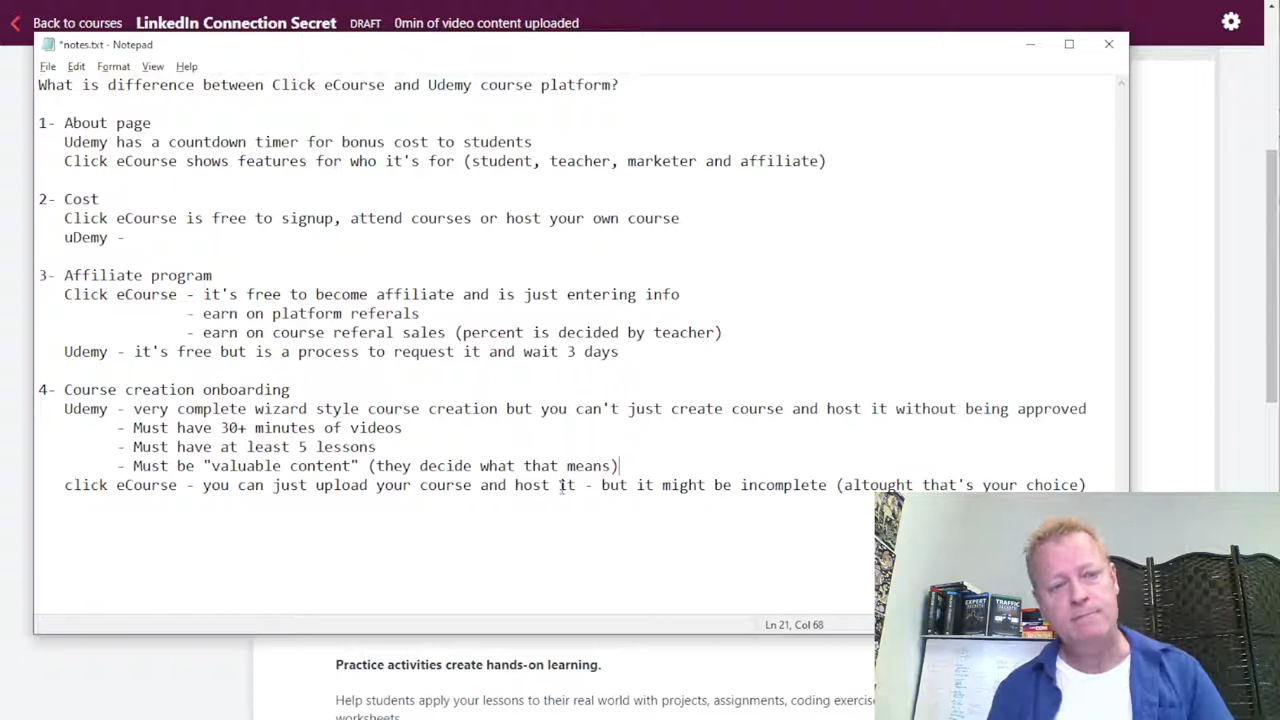 Back to courses LinkedIn Connection Secret DRAFT 0min of video content uploaded
*notes.txt - Notepad
File Edit Format View Help
What is difference between Click eCourse and Udemy course platform?
1- About page
Udemy has a countdown timer for bonus cost to students
Click eCourse shows features for who it's for (student, teacher, marketer and affiliate)
2- Cost
Click eCourse is free to signup, attend courses or host your own course
uDemy -
3- Affiliate program
Click eCourse - it's free to become affiliate and is just entering info
- earn on platform referals
- earn on course referal sales (percent is decided by teacher)
Udemy - it's free but is a process to request it and wait 3 days
4- Course creation onboarding
Udemy - very complete wizard style course creation but you can't just create course and host it without being approved
- Must have 30+ minutes of videos
- Must have at least 5 lessons
- Must be "valuable content" (they decide what that means)
click eCourse - you can just upload your course and host it - but it might be incomplete (altought that's your choice)
Ln 21, Col 68
EXPERT
SECRETS
TRAFFIC
SECRETS
Practice activities create hands-on learning.
Help students apply your lessons to their real world with projects, assignments, coding exercise
worksheets